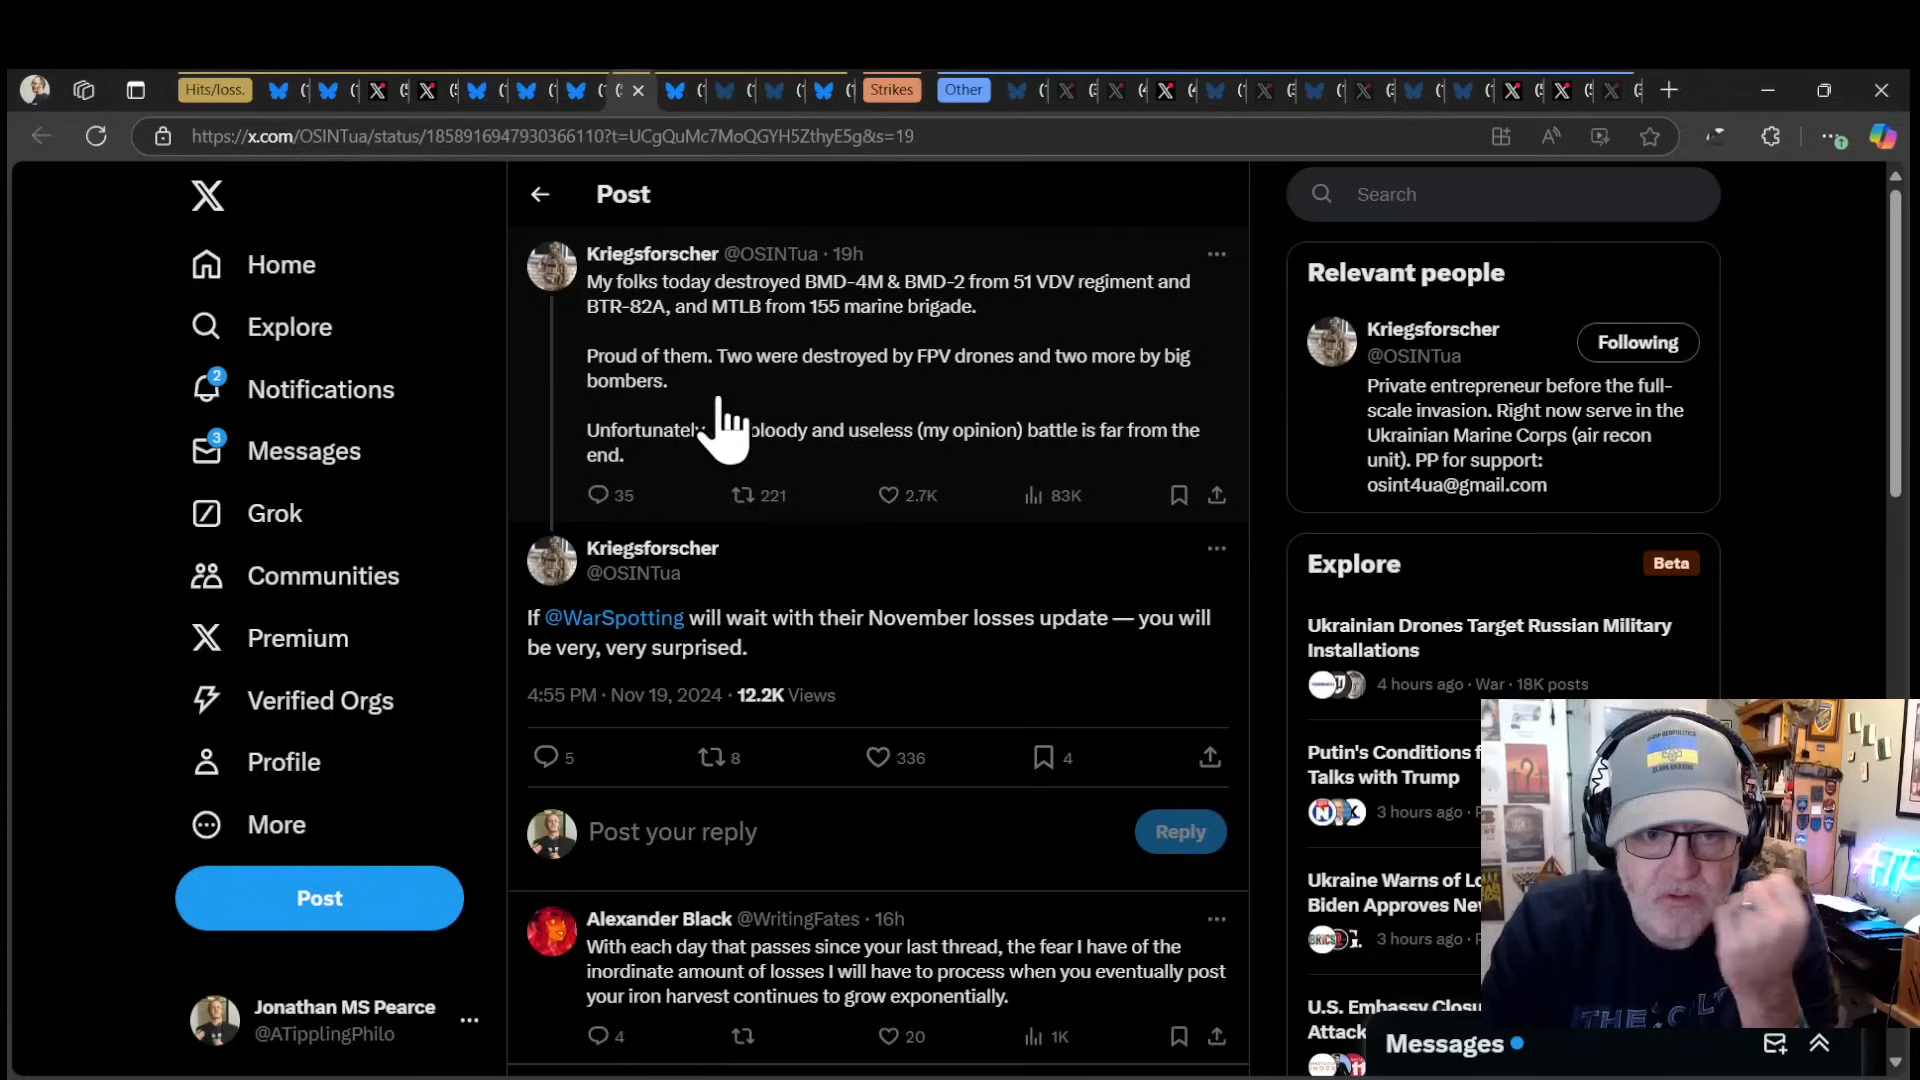 Hits/loss.
Strikes
Other
https://x.com/OSINTua/status/1858916947930366110?t=UCgQuMc7MoQGYH5ZthyE5g&s=19
Home
Explore
2
Notifications
3
Messages
Grok
Communities
Premium
Verified Orgs
Profile
More
Post
Jonathan MS Pearce
@ATipplingPhilo
Post
Kriegsforscher @OSINTua · 19h
My folks today destroyed BMD-4M & BMD-2 from 51 VDV regiment and
BTR-82A, and MTLB from 155 marine brigade.
Proud of them. Two were destroyed by FPV drones and two more by big
bombers.
Unfortunately bloody and useless (my opinion) battle is far from the
end.
35 221 2.7K 83K
Kriegsforscher
@OSINTua
If @WarSpotting will wait with their November losses update — you will
be very, very surprised.
4:55 PM · Nov 19, 2024 · 12.2K Views
5 8 336 4
Post your reply
Reply
Alexander Black @WritingFates · 16h
With each day that passes since your last thread, the fear I have of the
inordinate amount of losses I will have to process when you eventually post
your iron harvest continues to grow exponentially.
4 20 1K
Search
Relevant people
Kriegsforscher
@OSINTua
Following
Private entrepreneur before the full-
scale invasion. Right now serve in the
Ukrainian Marine Corps (air recon
unit). PP for support:
osint4ua@gmail.com
Explore
Beta
Ukrainian Drones Target Russian Military
Installations
4 hours ago · War · 18K posts
Putin's Conditions
Talks with Trump
3 hours ago
Ukraine Warns of
Biden Approves
3 hours ago
U.S. Embassy
Attack
Messages